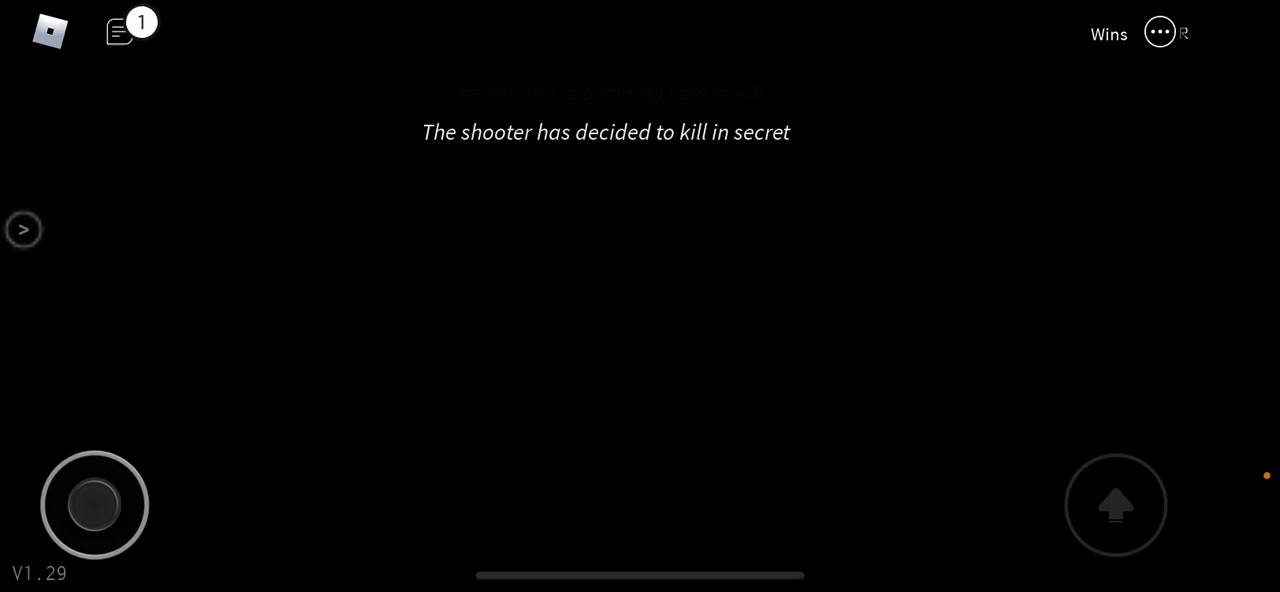 1
Wins
R
The shooter is deciding how to kill
The shooter has decided to kill in secret
>
V1.29